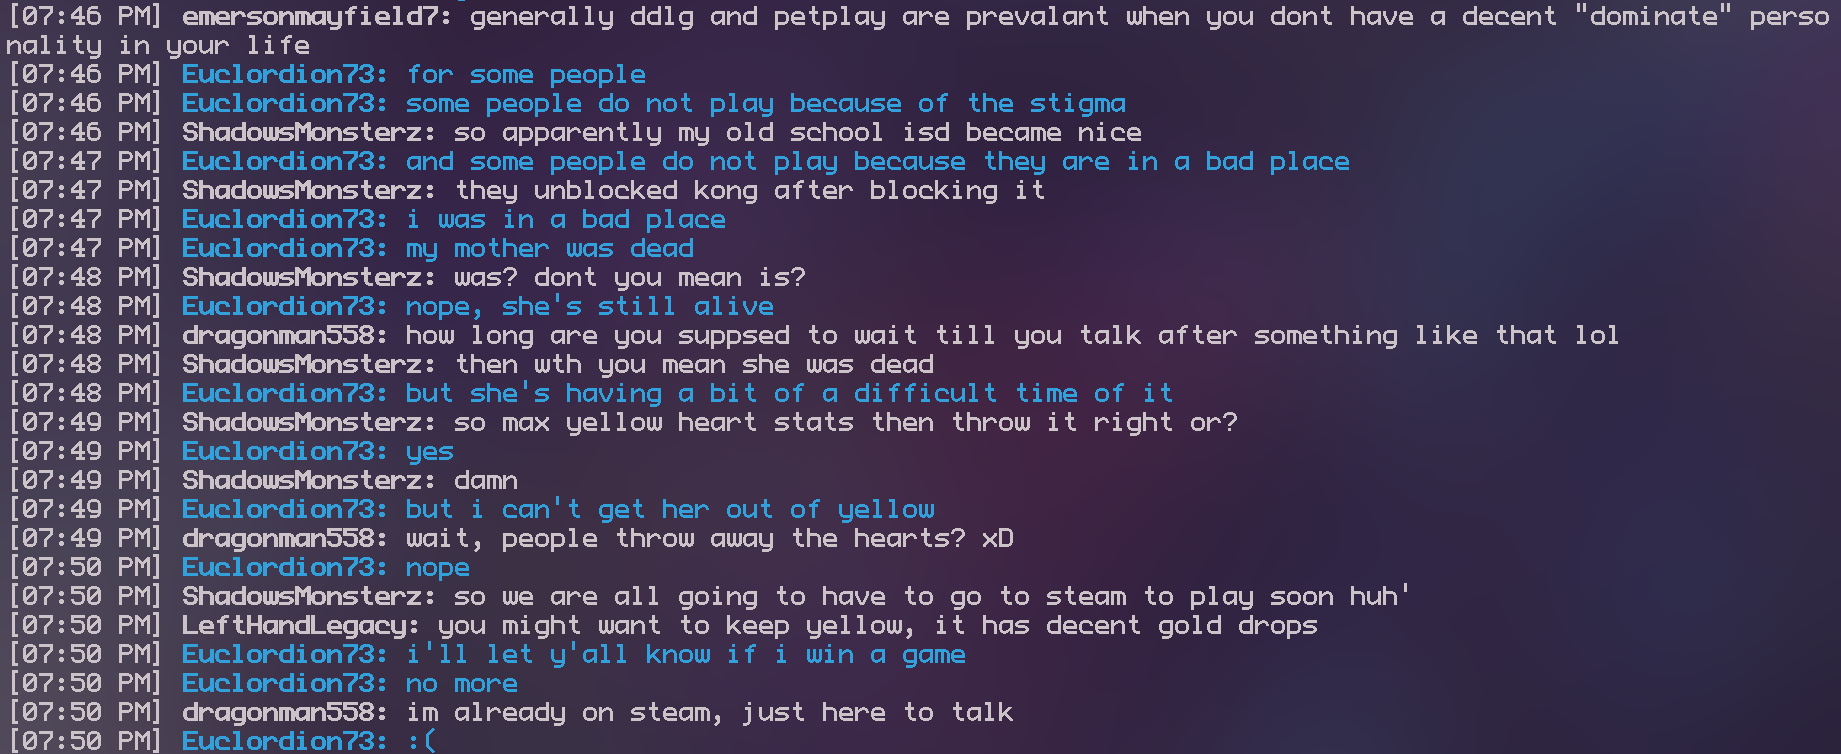 [07:46 PM] emersonmayfield7: generally ddlg and petplay are prevalant when you dont have a decent "dominate" perso
nality in your life
[07:46 PM] Euclordion73: for some people
[07:46 PM] Euclordion73: some people do not play because of the stigma
[07:46 PM] ShadowsMonsterz: so apparently my old school isd became nice
[07:47 PM] Euclordion73: and some people do not play because they are in a bad place
[07:47 PM] ShadowsMonsterz: they unblocked kong after blocking it
[07:47 PM] Euclordion73: i was in a bad place
[07:47 PM] Euclordion73: my mother was dead
[07:48 PM] ShadowsMonsterz: was? dont you mean is?
[07:48 PM] Euclordion73: nope, she's still alive
[07:48 PM] dragonman558: how long are you suppsed to wait till you talk after something like that lol
[07:48 PM] ShadowsMonsterz: then wth you mean she was dead
[07:48 PM] Euclordion73: but she's having a bit of a difficult time of it
[07:49 PM] ShadowsMonsterz: so max yellow heart stats then throw it right or?
[07:49 PM] Euclordion73: yes
[07:49 PM] ShadowsMonsterz: damn
[07:49 PM] Euclordion73: but i can't get her out of yellow
[07:49 PM] dragonman558: wait, people throw away the hearts? xD
[07:50 PM] Euclordion73: nope
[07:50 PM] ShadowsMonsterz: so we are all going to have to go to steam to play soon huh'
[07:50 PM] LeftHandLegacy: you might want to keep yellow, it has decent gold drops
[07:50 PM] Euclordion73: i'll let y'all know if i win a game
[07:50 PM] Euclordion73: no more
[07:50 PM] dragonman558: im already on steam, just here to talk
[07:50 PM] Euclordion73: :(